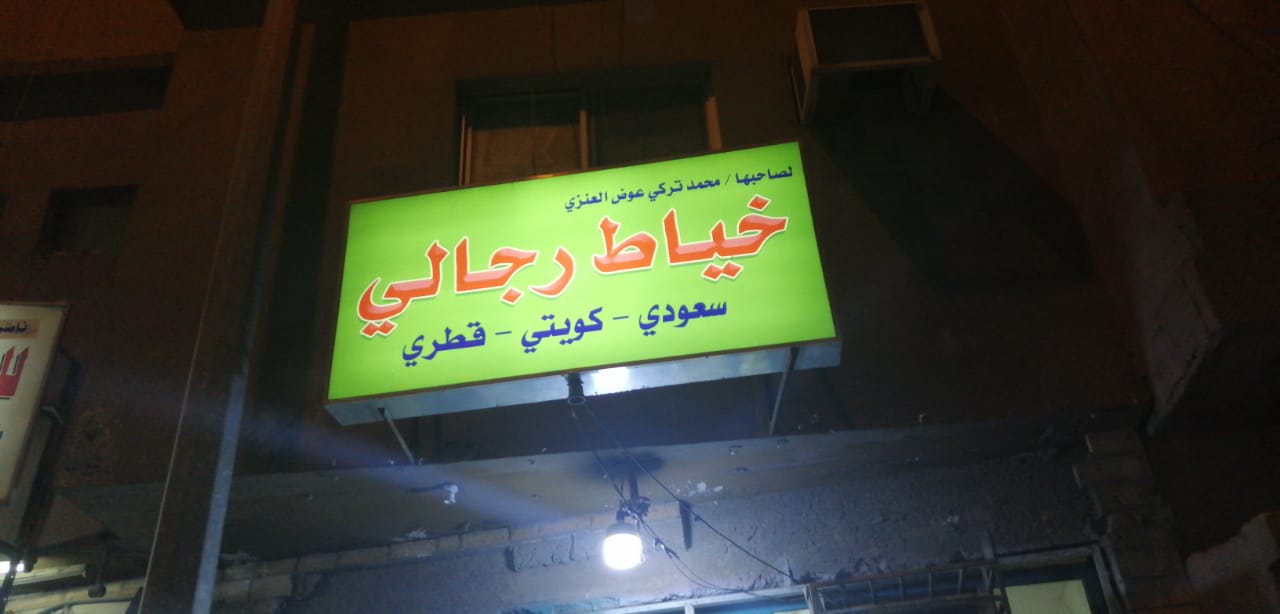 لصاحبها / محمد تركي عوض العنزي
خياط رجالي
سعودي - كويتي - قطري